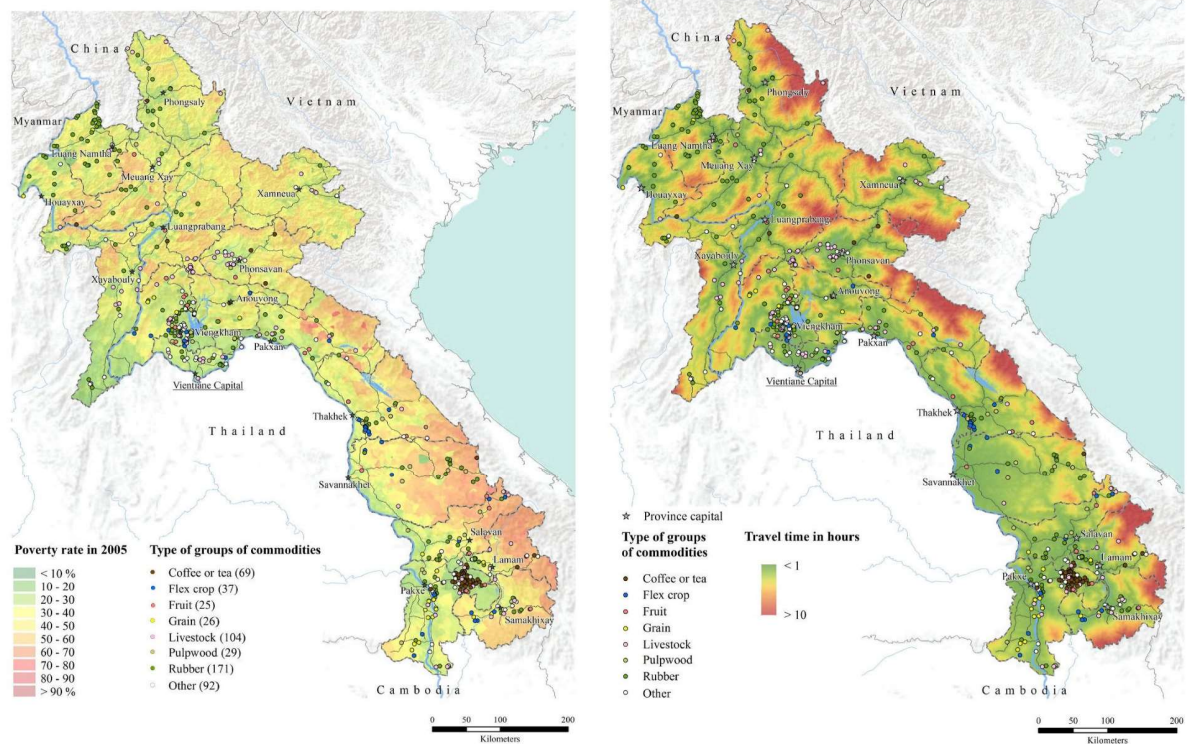 China
Vietnam
Myanmar
Phongsaly
Luang Namtha
Meuang Xay
Xamneua
Houayxay
Luangprabang
Xayabouly
Phonsavan
Anouvong
Viengkham
Pakxan
Vientiane Capital
Thakhek
Thailand
Savannakhet
Salavan
Lamam
Pakxe
Samakhixay
Cambodia
Poverty rate in 2005
< 10 %
10 - 20
20 - 30
30 - 40
40 - 50
50 - 60
60 - 70
70 - 80
80 - 90
> 90 %
Type of groups of commodities
Coffee or tea (69)
Flex crop (37)
Fruit (25)
Grain (26)
Livestock (104)
Pulpwood (29)
Rubber (171)
Other (92)
0 50 100 200
Kilometers
China
Vietnam
Myanmar
Phongsaly
Luang Namtha
Meuang Xay
Xamneua
Houayxay
Luangprabang
Xayabouly
Phonsavan
Anouvong
Viengkham
Pakxan
Vientiane Capital
Thakhek
Thailand
Savannakhet
Salavan
Lamam
Pakxe
Samakhixay
Cambodia
Province capital
Type of groups
of commodities
Coffee or tea
Flex crop
Fruit
Grain
Livestock
Pulpwood
Rubber
Other
Travel time in hours
< 1
> 10
0 50 100 200
Kilometers